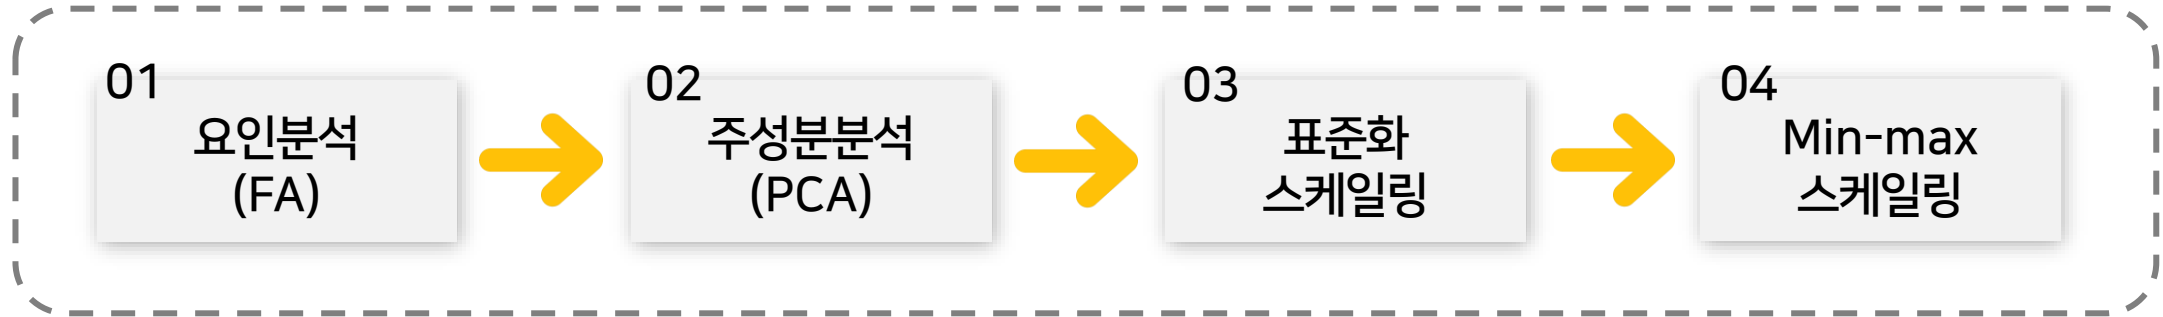 01
요인분석
(FA)
02
주성분분석
(PCA)
03
표준화
스케일링
04
Min-max
스케일링